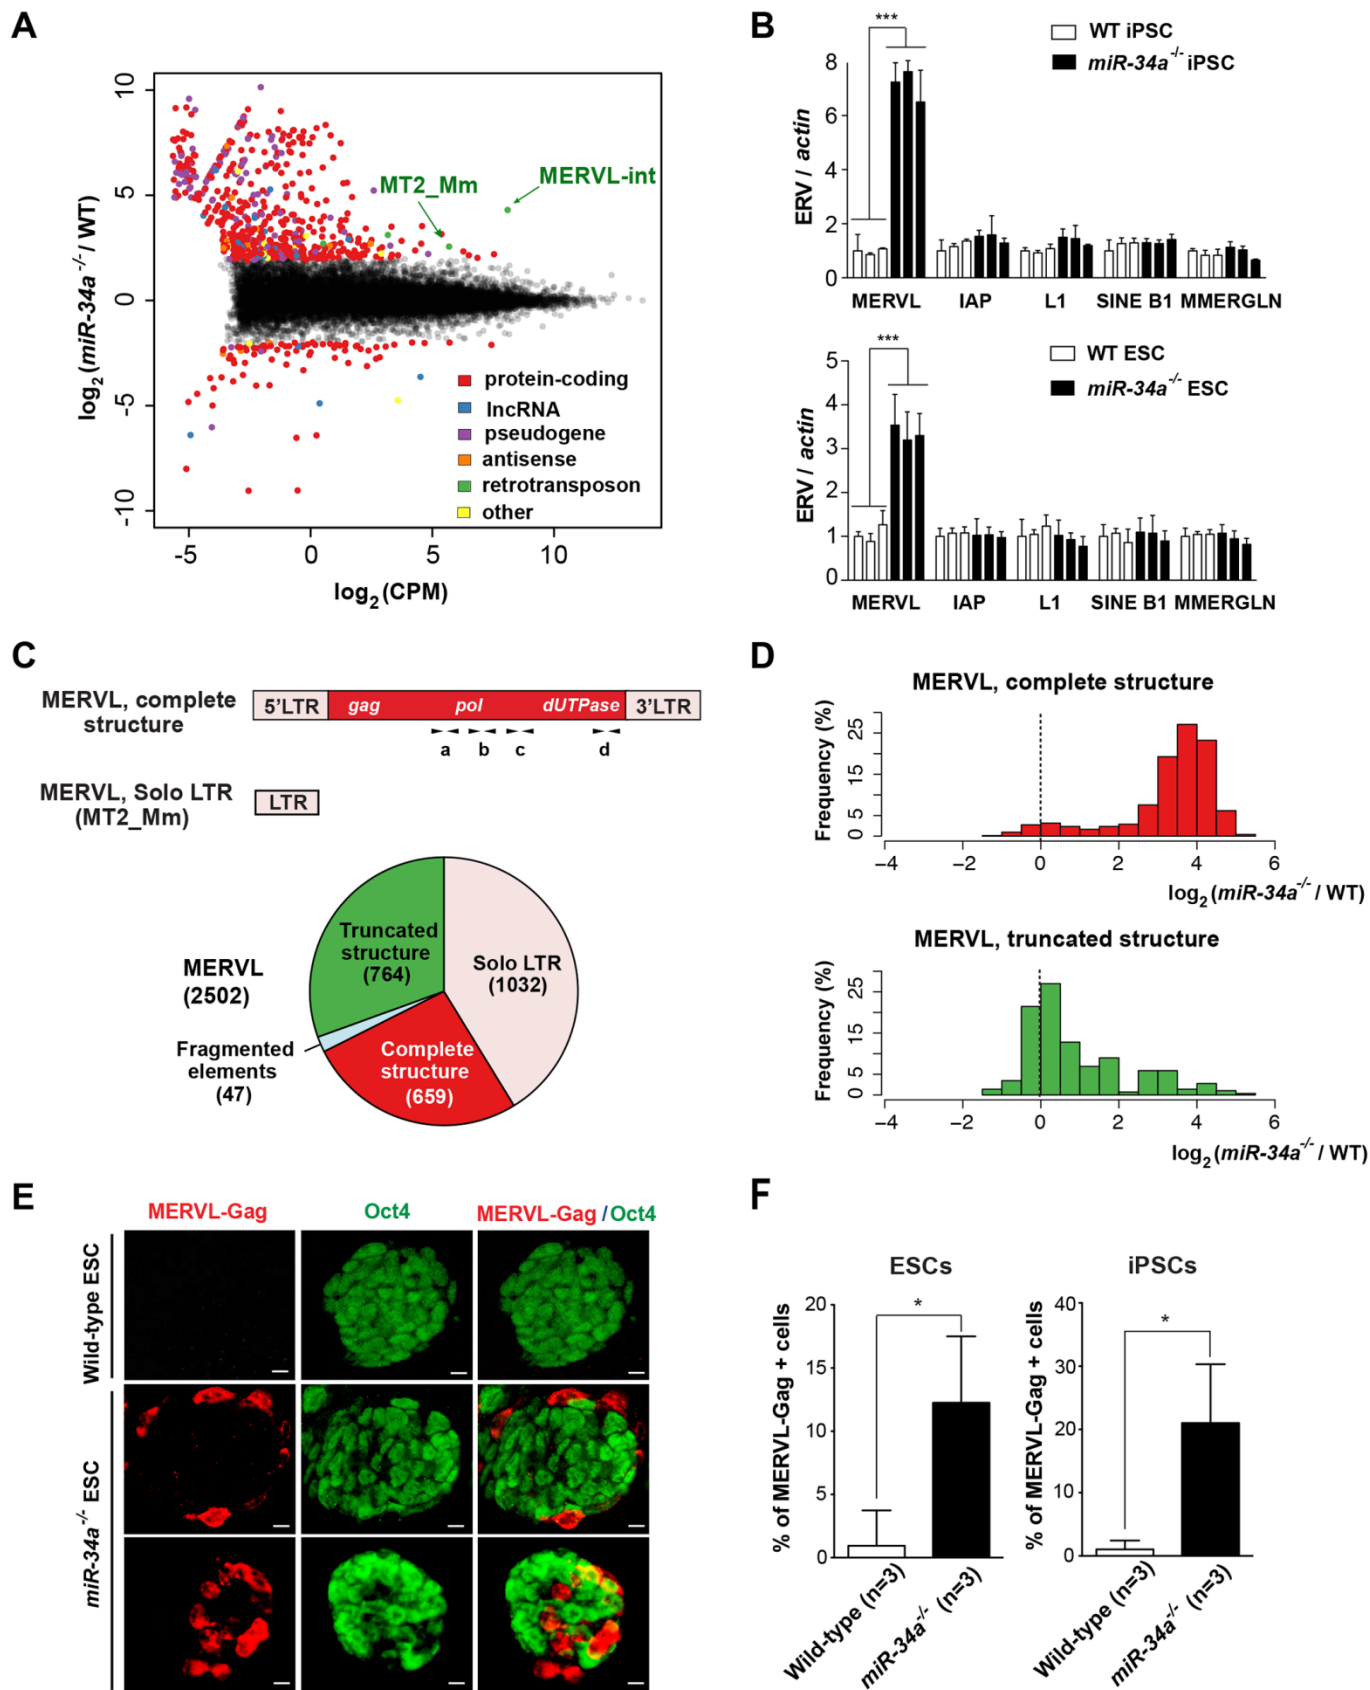 A
log2(miR-34a-/-/ WT)
10
5
0
-5
-10
MT2_Mm
MERVL-int
protein-coding
lncRNA
pseudogene
antisense
retrotransposon
other
-5 0 5 10
log2(CPM)
B
WT iPSC
miR-34a-/- iPSC
***
ERV / actin
8
6
4
2
0
MERVL IAP L1 SINE B1 MMERGLN
WT ESC
miR-34a-/- ESC
***
ERV / actin
5
4
3
2
1
0
MERVL IAP L1 SINE B1 MMERGLN
C
MERVL, complete
structure
5'LTR gag pol dUTPase 3'LTR
a b c d
MERVL, Solo LTR
(MT2_Mm)
LTR
MERVL
(2502)
Truncated
structure
(764)
Solo LTR
(1032)
Fragmented
elements
(47)
Complete
structure
(659)
D
MERVL, complete structure
Frequency (%)
25
15
5
0
−4 −2 0 2 4 6
log2(miR-34a-/-/ WT)
MERVL, truncated structure
Frequency (%)
25
15
5
0
−4 −2 0 2 4 6
log2(miR-34a-/-/ WT)
E
MERVL-Gag Oct4 MERVL-Gag / Oct4
Wild-type ESC
miR-34a-/- ESC
F
ESCs
% of MERVL-Gag + cells
20
15
10
5
0
*
Wild-type (n=3)
miR-34a-/- (n=3)
iPSCs
% of MERVL-Gag + cells
40
30
20
10
0
*
Wild-type (n=3)
miR-34a-/- (n=3)